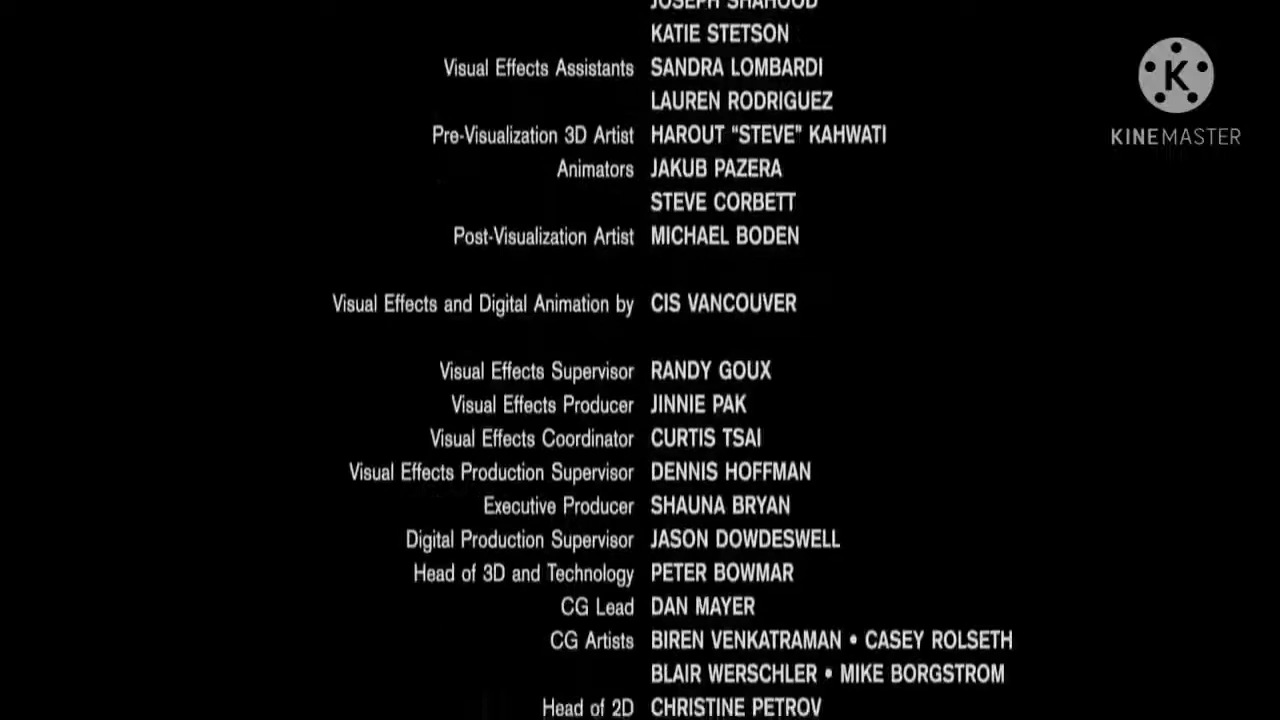 JOSEPH SHAHOOD
KATIE STETSON
Visual Effects Assistants SANDRA LOMBARDI
LAUREN RODRIGUEZ
Pre-Visualization 3D Artist HAROUT “STEVE” KAHWATI
Animators JAKUB PAZERA
STEVE CORBETT
Post-Visualization Artist MICHAEL BODEN
Visual Effects and Digital Animation by CIS VANCOUVER
Visual Effects Supervisor RANDY GOUX
Visual Effects Producer JINNIE PAK
Visual Effects Coordinator CURTIS TSAI
Visual Effects Production Supervisor DENNIS HOFFMAN
Executive Producer SHAUNA BRYAN
Digital Production Supervisor JASON DOWDESWELL
Head of 3D and Technology PETER BOWMAR
CG Lead DAN MAYER
CG Artists BIREN VENKATRAMAN • CASEY ROLSETH
BLAIR WERSCHLER • MIKE BORGSTROM
Head of 2D CHRISTINE PETROV
K
KINEMASTER